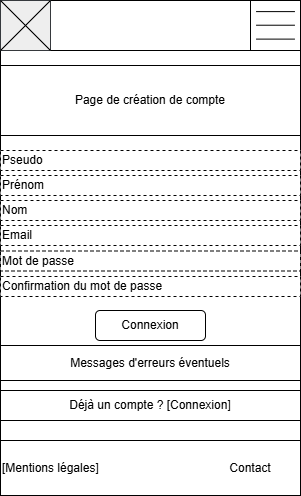 Page de création de compte
Pseudo
Prénom
Nom
Email
Mot de passe
Confirmation du mot de passe
Connexion
Messages d'erreurs éventuels
Déjà un compte ? [Connexion]
[Mentions légales] Contact